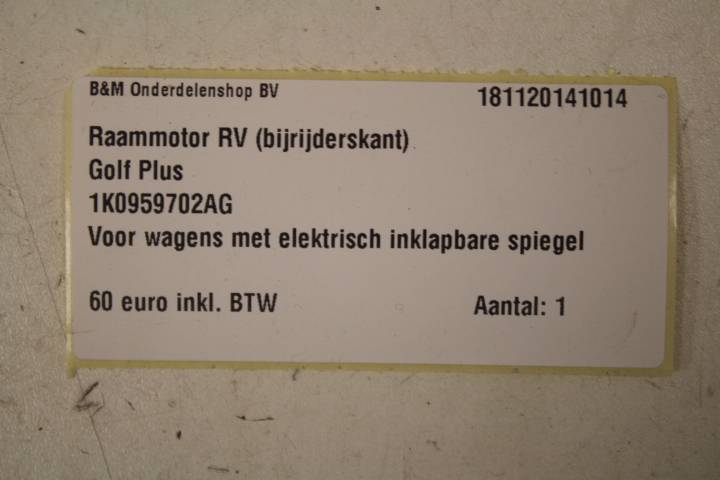 B&M Onderdelenshop BV 181120141014
Raammotor RV (bijrijderskant)
Golf Plus
1K0959702AG
Voor wagens met elektrisch inklapbare spiegel
60 euro inkl. BTW Aantal: 1